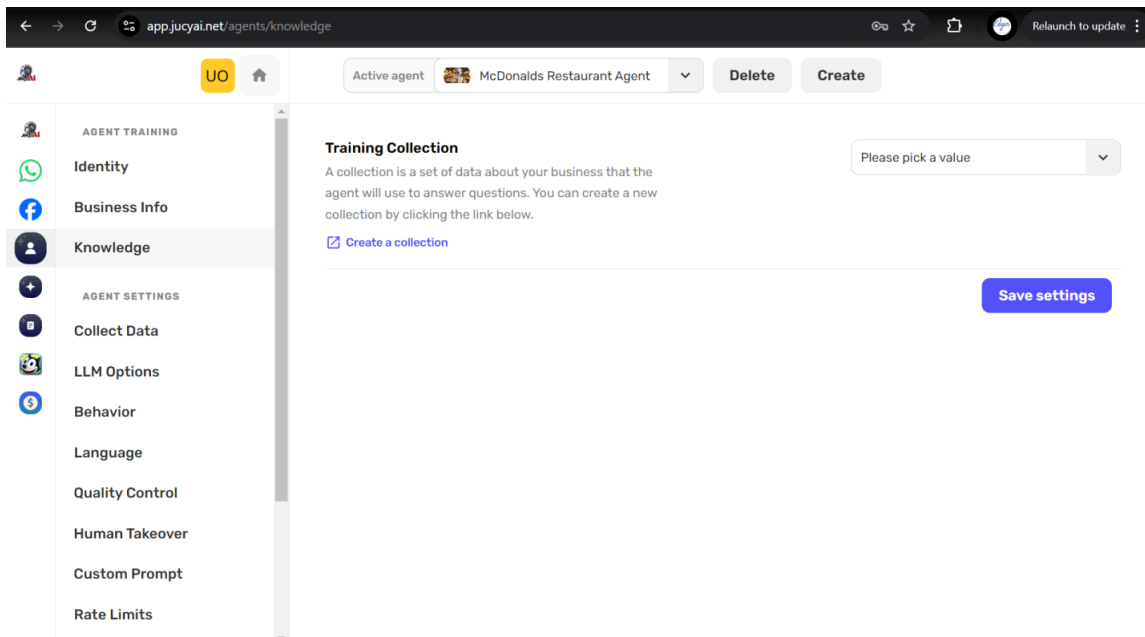 app.jucyai.net/agents/knowledge
Relaunch to update
UO
Active agent
McDonalds Restaurant Agent
Delete
Create
AGENT TRAINING
Identity
Business Info
Knowledge
AGENT SETTINGS
Collect Data
LLM Options
Behavior
Language
Quality Control
Human Takeover
Custom Prompt
Rate Limits
Training Collection
A collection is a set of data about your business that the
agent will use to answer questions. You can create a new
collection by clicking the link below.
Create a collection
Please pick a value
Save settings